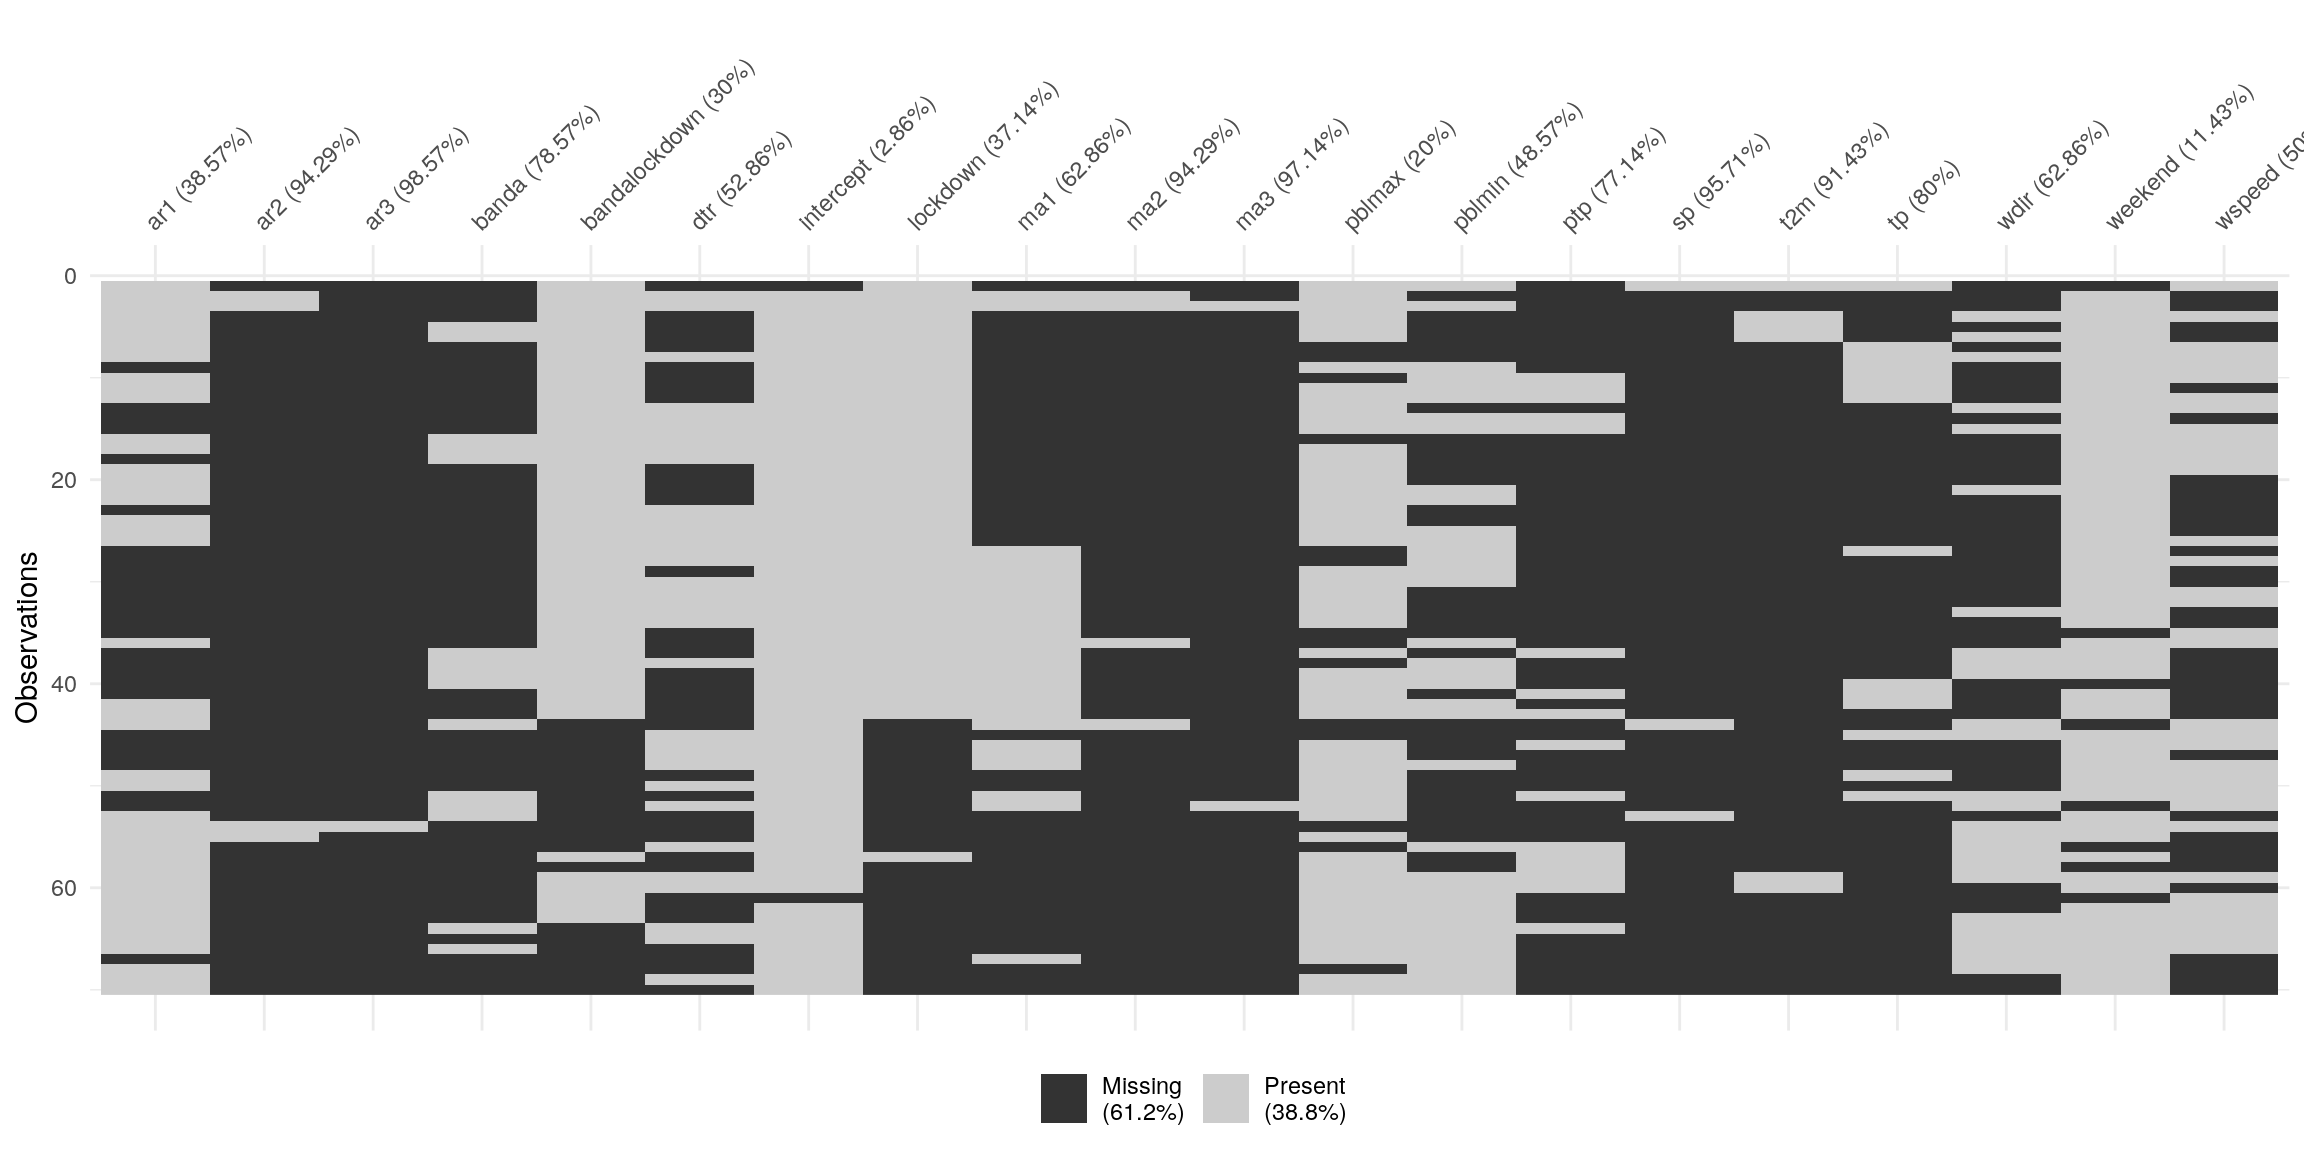 ar1 (38.57%)
ar2 (94.29%)
ar3 (98.57%)
banda (78.57%)
bandalockdown (30%)
dtr (52.86%)
intercept (2.86%)
lockdown (37.14%)
ma1 (62.86%)
ma2 (94.29%)
ma3 (97.14%)
pblmax (20%)
pblmin (48.57%)
ptp (77.14%)
sp (95.71%)
t2m (91.43%)
tp (80%)
wdir (62.86%)
weekend (11.43%)
wspeed (50
0
20
40
60
Observations
Missing
(61.2%)
Present
(38.8%)